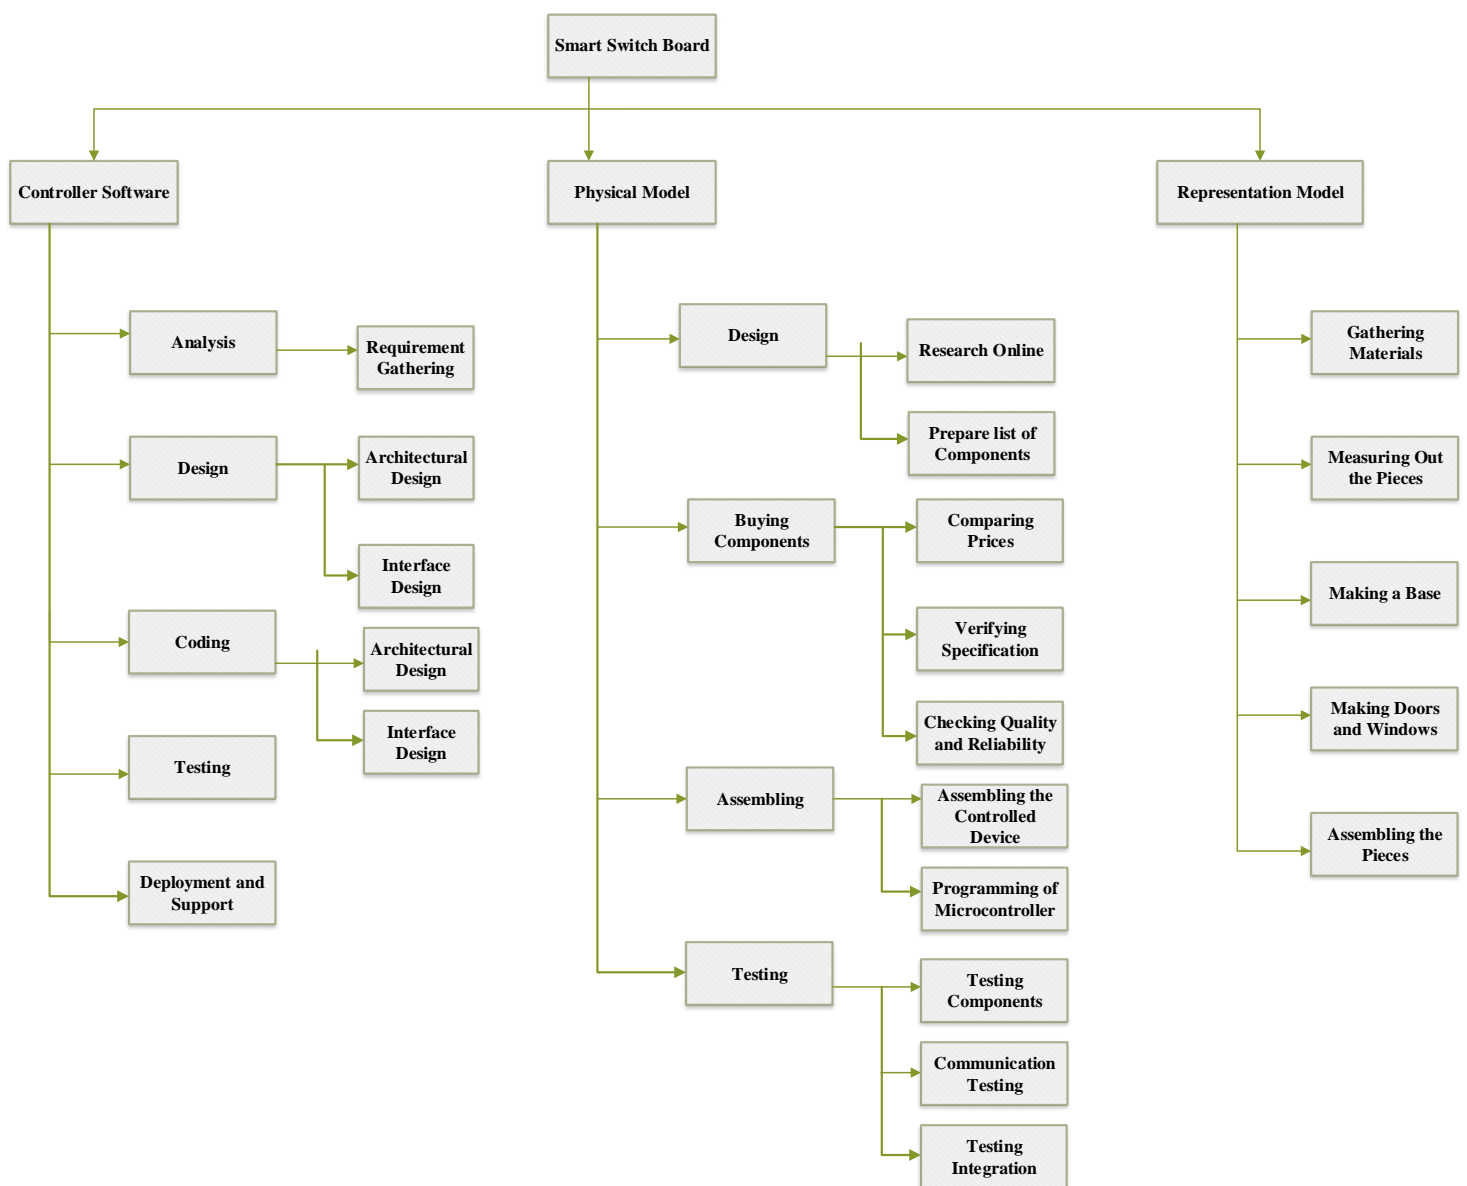 Smart Switch Board
Controller Software
Physical Model
Representation Model
Analysis
Requirement
Gathering
Design
Architectural
Design
Interface
Design
Coding
Architectural
Design
Interface
Design
Testing
Deployment and
Support
Design
Research Online
Prepare list of
Components
Buying
Components
Comparing
Prices
Verifying
Specification
Checking Quality
and Reliability
Assembling
Assembling the
Controlled
Device
Programming of
Microcontroller
Testing
Testing
Components
Communication
Testing
Testing
Integration
Gathering
Materials
Measuring Out
the Pieces
Making a Base
Making Doors
and Windows
Assembling the
Pieces